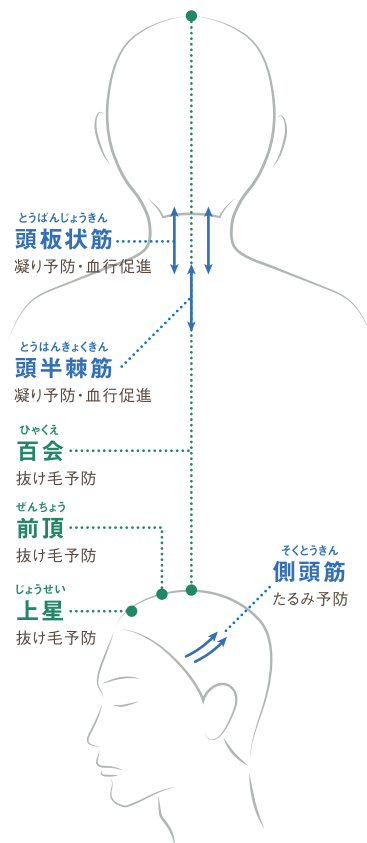 とうばんじょうきん
頭板状筋
凝り予防・血行促進
とうはんきょくきん
頭半棘筋
凝り予防・血行促進
ひゃくえ
百会
抜け毛予防
ぜんちょう
前頂
抜け毛予防
そくとうきん
側頭筋
たるみ予防
じょうせい
上星
抜け毛予防